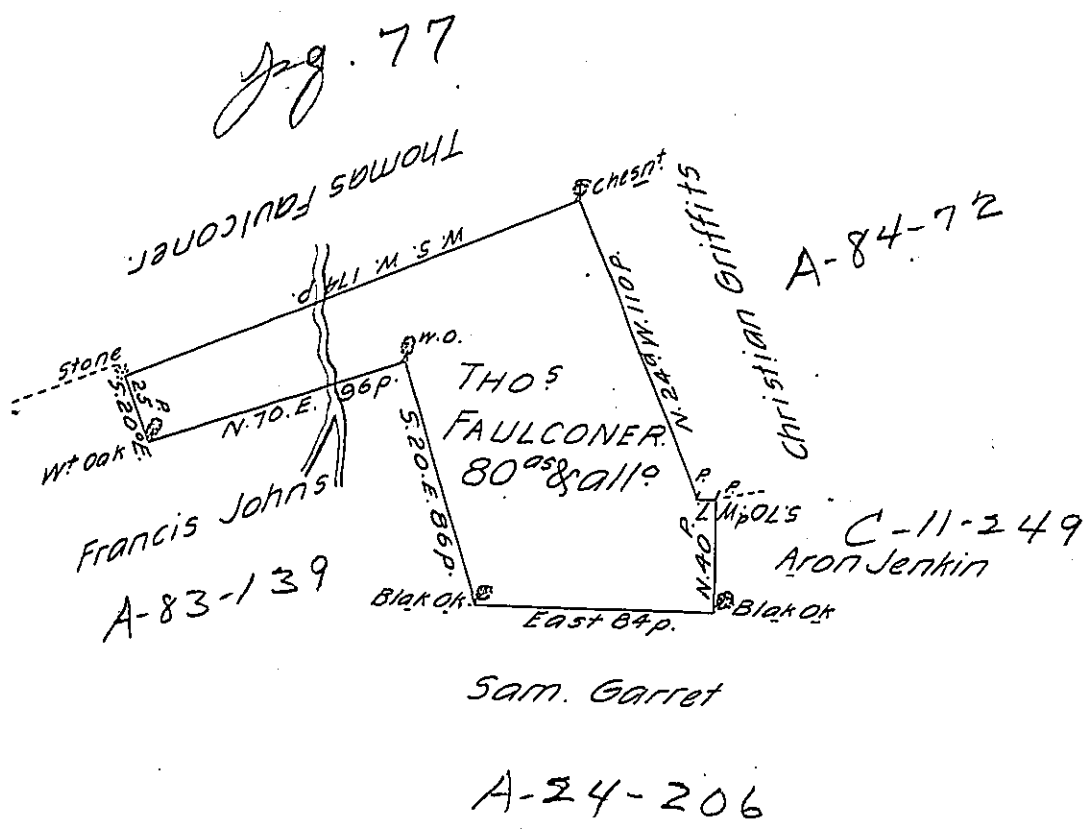 pg. 77
Thomas Faulconer.
Chesnt.
Christian Griffits
A-84-72
W. S. W. 174 p.
N. 24¼ W. 110 P.
Stone
S. 20° E.
25 P
Wt Oak
N. 70. E. 96 p.
W.O.
THOS
FAULCONER.
80 as & allo
S. 20. E. 86 p.
Francis Johns
A-83-139
P. P.
L MpOLS
C-11-249
Aron Jenkin
N. 40 P
Blak Ok.
East 84 p.
Blak Ok
Sam. Garret
A-24-206